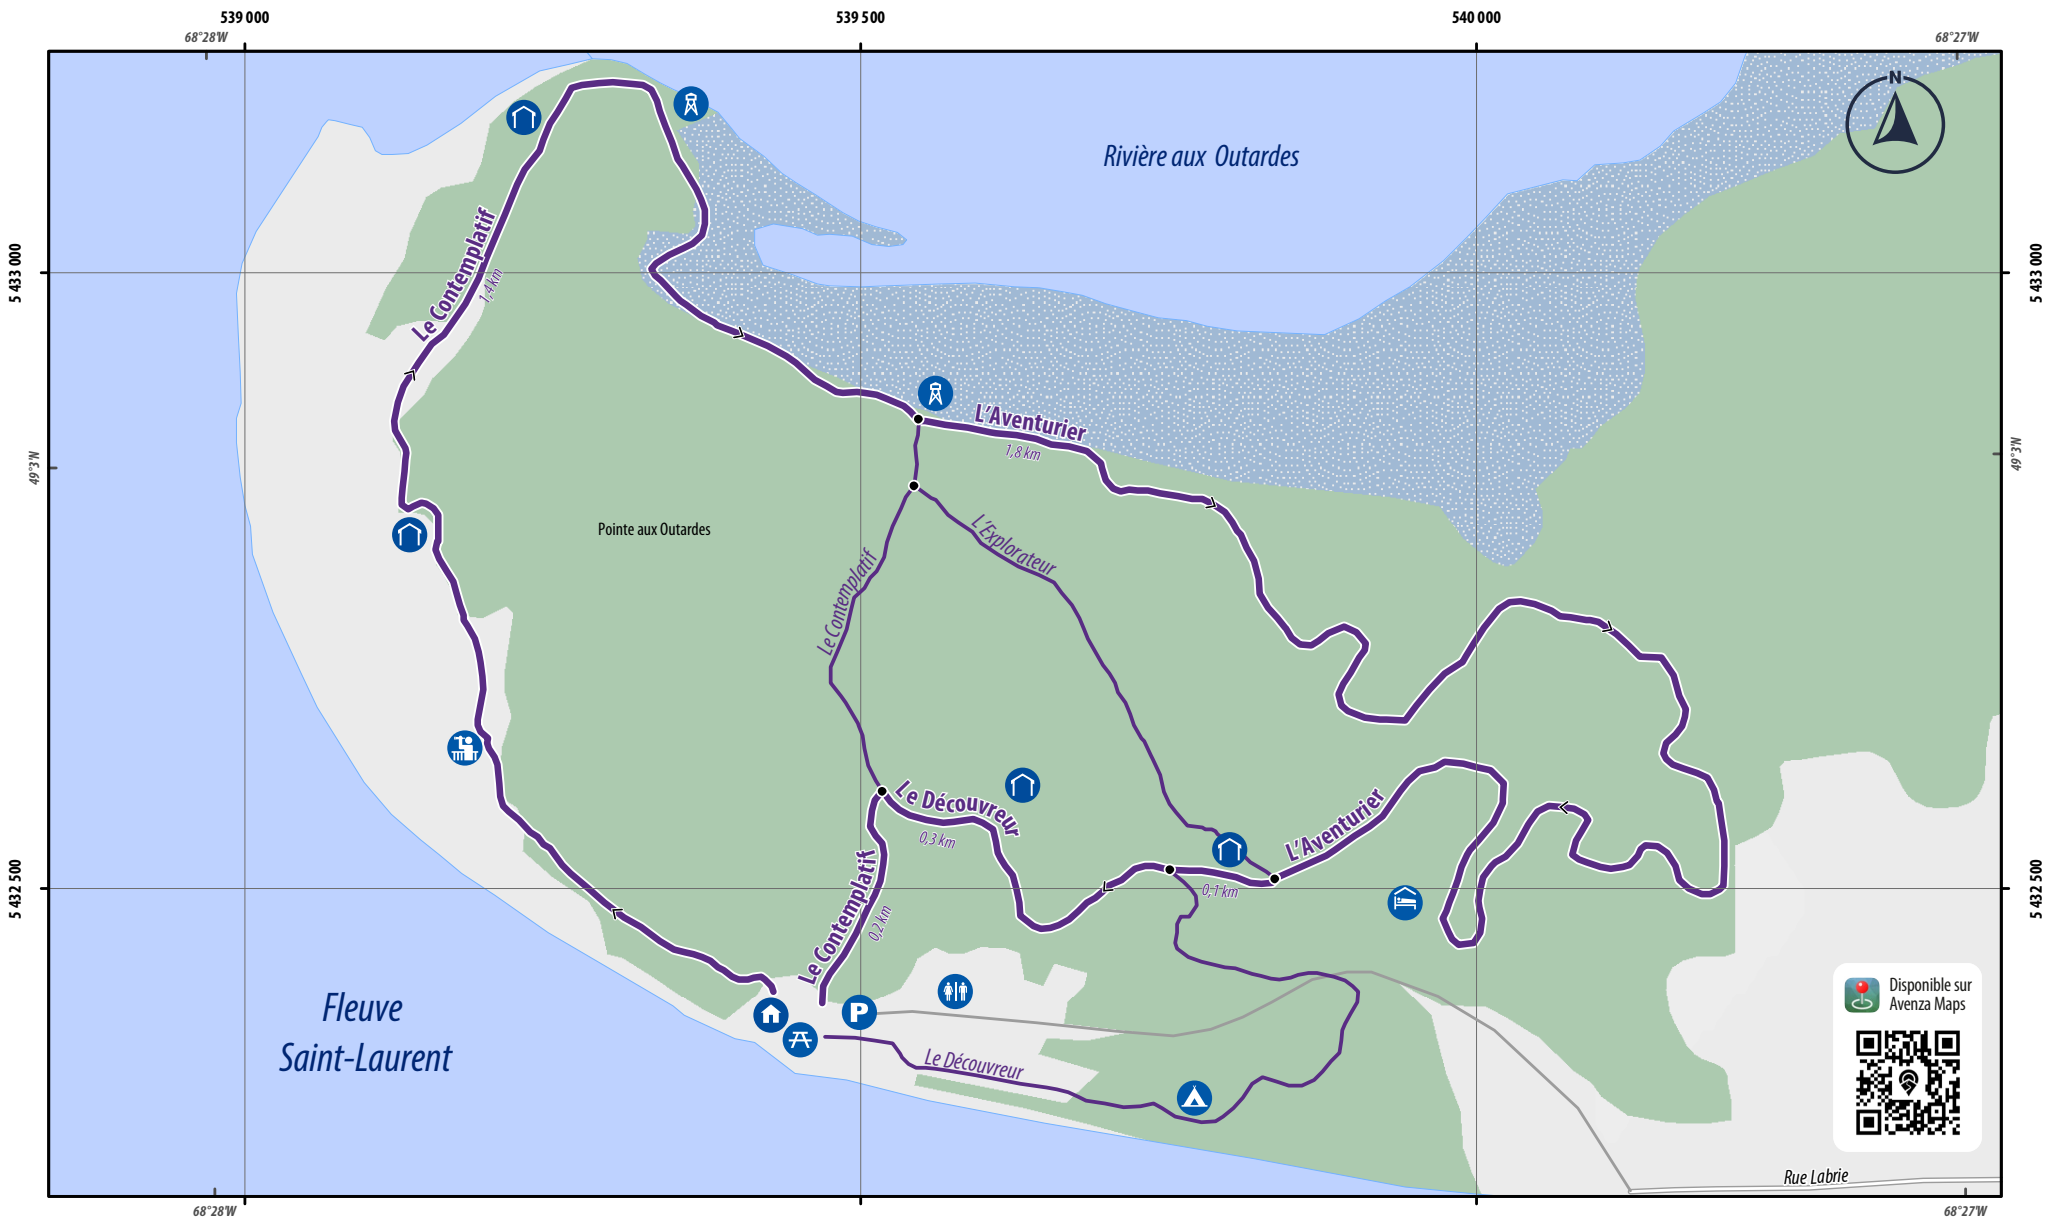 539 000
539 500
540 000
68°28'W
68°27'W
N
Rivière aux Outardes
Le Contemplatif
1,4 km
5 433 000
5 433 000
L'Aventurier
1,8 km
49°3'N
49°3'N
Pointe aux Outardes
L'Explorateur
Le Contemplatif
Le Découvreur
0,3 km
L'Aventurier
0,1 km
Le Contemplatif
0,2 km
5 432 500
5 432 500
P
Fleuve
Saint-Laurent
Le Découvreur
Disponible sur
Avenza Maps
Rue Labrie
68°28'W
68°27'W